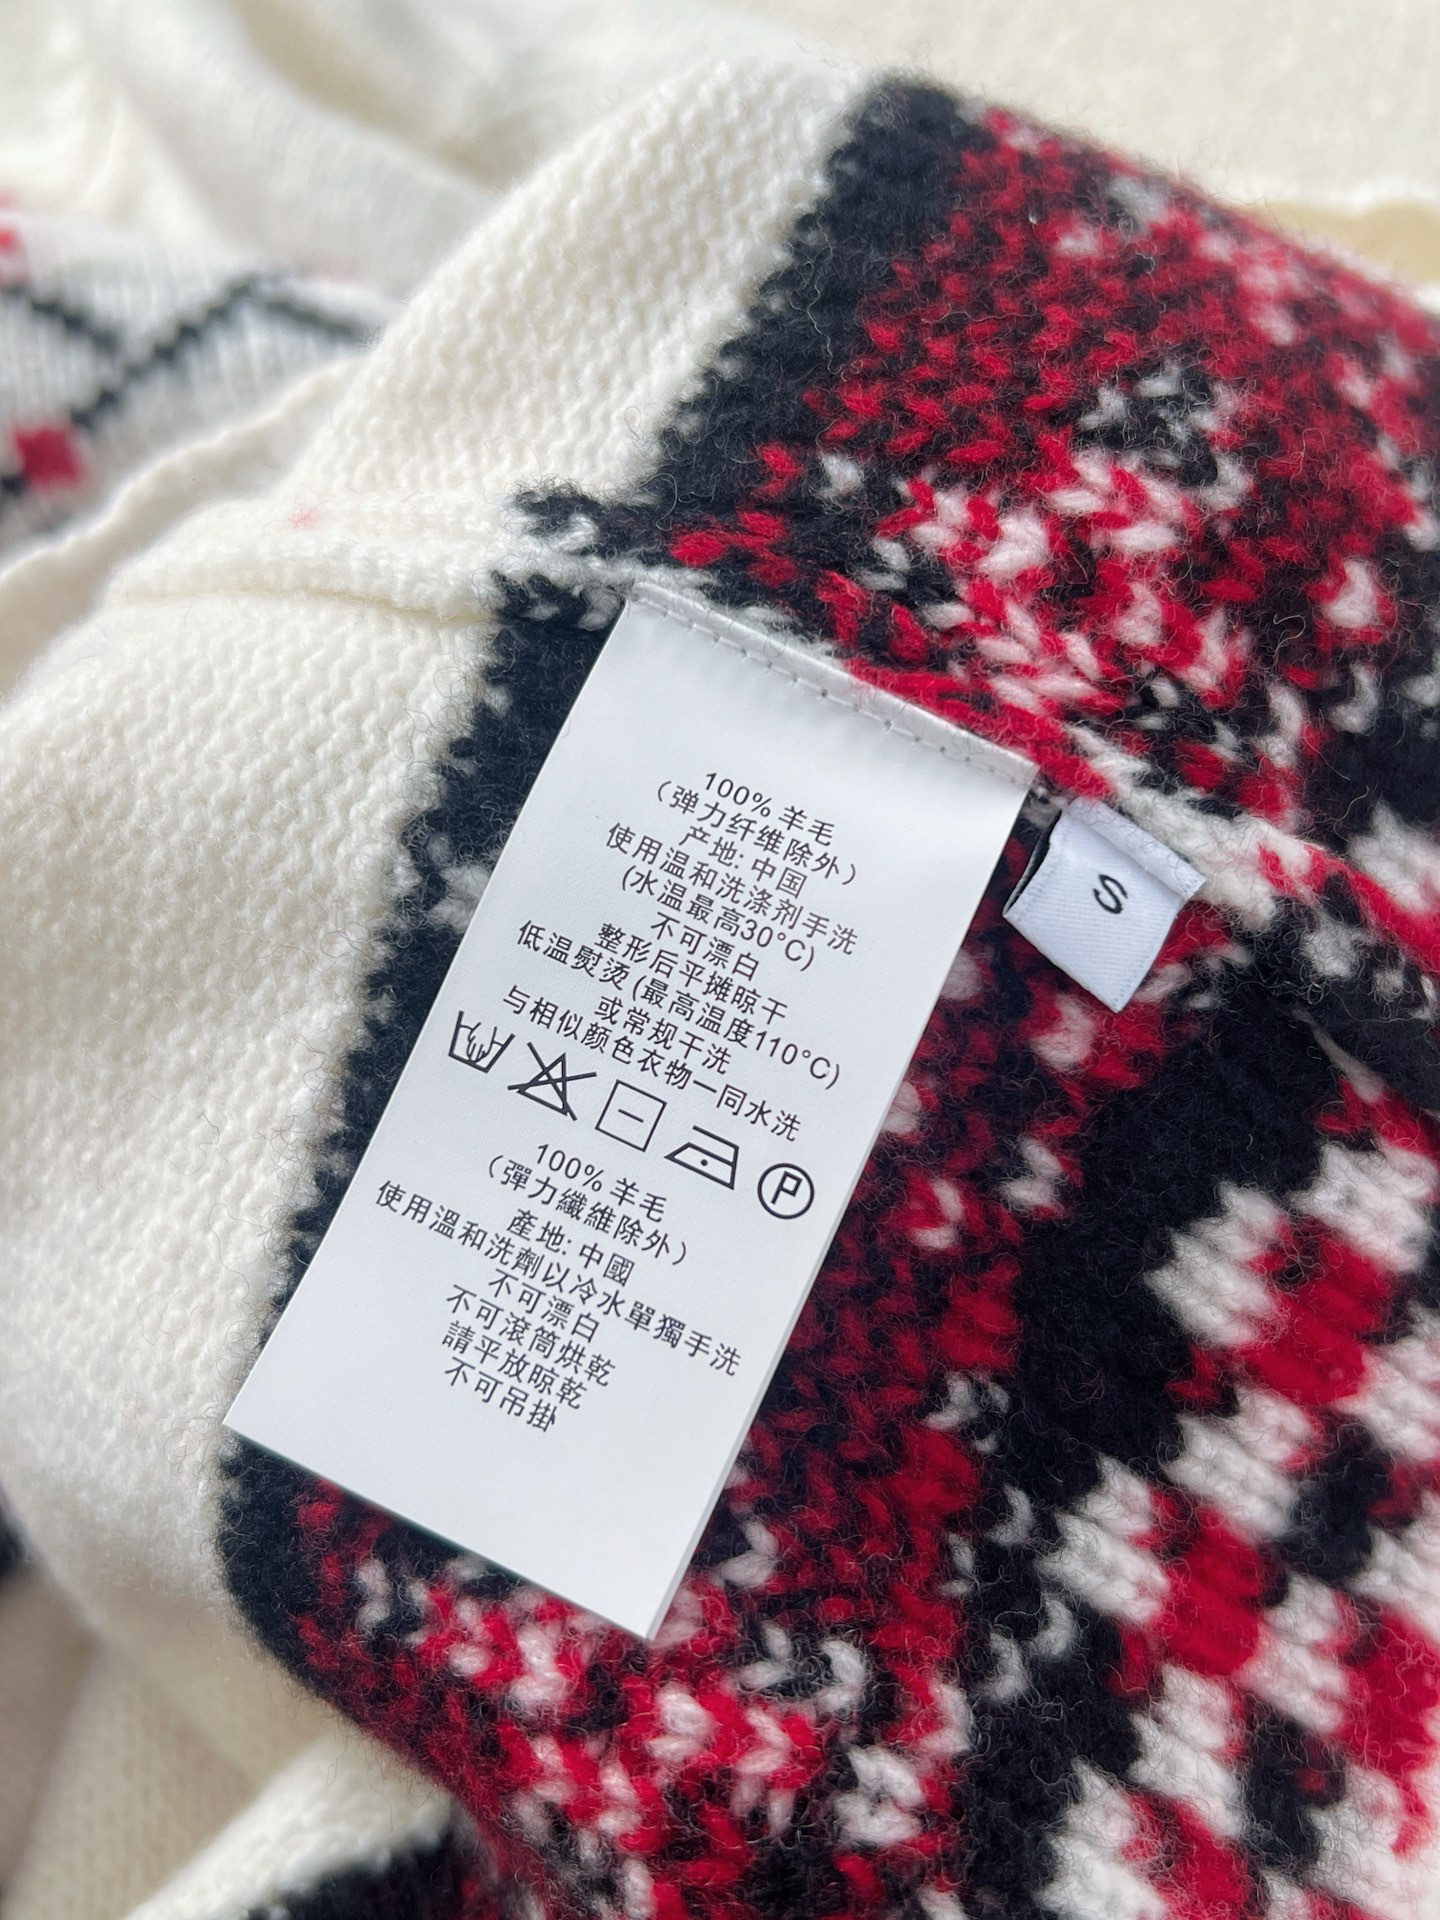 100% 羊毛
（弹力纤维除外）
产地: 中国
使用温和洗涤剂手洗
(水温最高30°C)
不可漂白
整形后平摊晾干
低温熨烫(最高温度110°C)
或常规干洗
与相似颜色衣物一同水洗
P
100% 羊毛
（彈力纖維除外）
產地: 中國
使用溫和洗劑以冷水單獨手洗
不可漂白
不可滾筒烘乾
請平放晾乾
不可吊掛
S